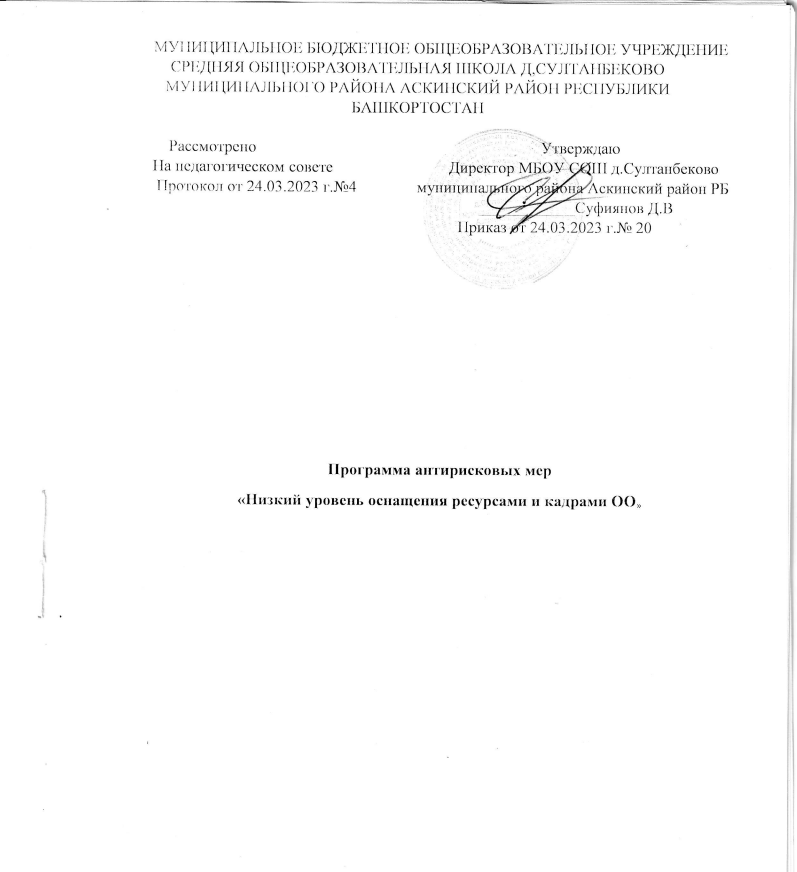 МУНИЦИПАЛЬНОЕ БЮДЖЕТНОЕ ОБЩЕОБРАЗОВАТЕЛЬНОЕ УЧРЕЖДЕНИЕ
СРЕДНЯЯ ОБЩЕОБРАЗОВАТЕЛЬНАЯ ШКОЛА Д,СУЛТАНБЕКОВО
МУНИЦИПАЛЬНОГО РАЙОНА АСКИНСКИЙ РАЙОН РЕСПУБЛИКИ
БАШКОРТОСТАН
Рассмотрено
На педагогическом совете
Протокол от 24.03.2023 г.№4
Утверждаю
Директор МБОУ СОШ д.Султанбеково
муниципального района Аскинский район РБ
Суфиянов Д.В
Приказ от 24.03.2023 г.№ 20
Программа антирисковых мер
«Низкий уровень оснащения ресурсами и кадрами ОО»